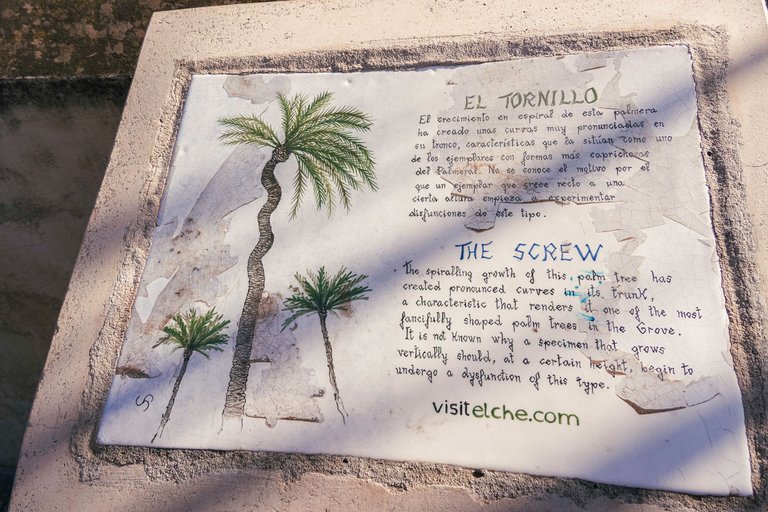 EL TORNILLO
El crecimiento en espiral de esta palmera
ha creado unas curvas muy pronunciadas en
su tronco, características que la sitúan como uno
de los ejemplares con formas más caprichosas
del Palmeral. No se conoce el motivo por el
que un ejemplar que crece recto a una
cierta altura empieza a experimentar
disfunciones de este tipo.
THE SCREW
The spiralling growth of this palm tree has
created pronounced curves in its trunk,
a characteristic that renders it one of the most
fancifully shaped palm trees in the Grove.
It is not known why a specimen that grows
vertically should, at a certain height, begin to
undergo a dysfunction of this type.
visitelche.com